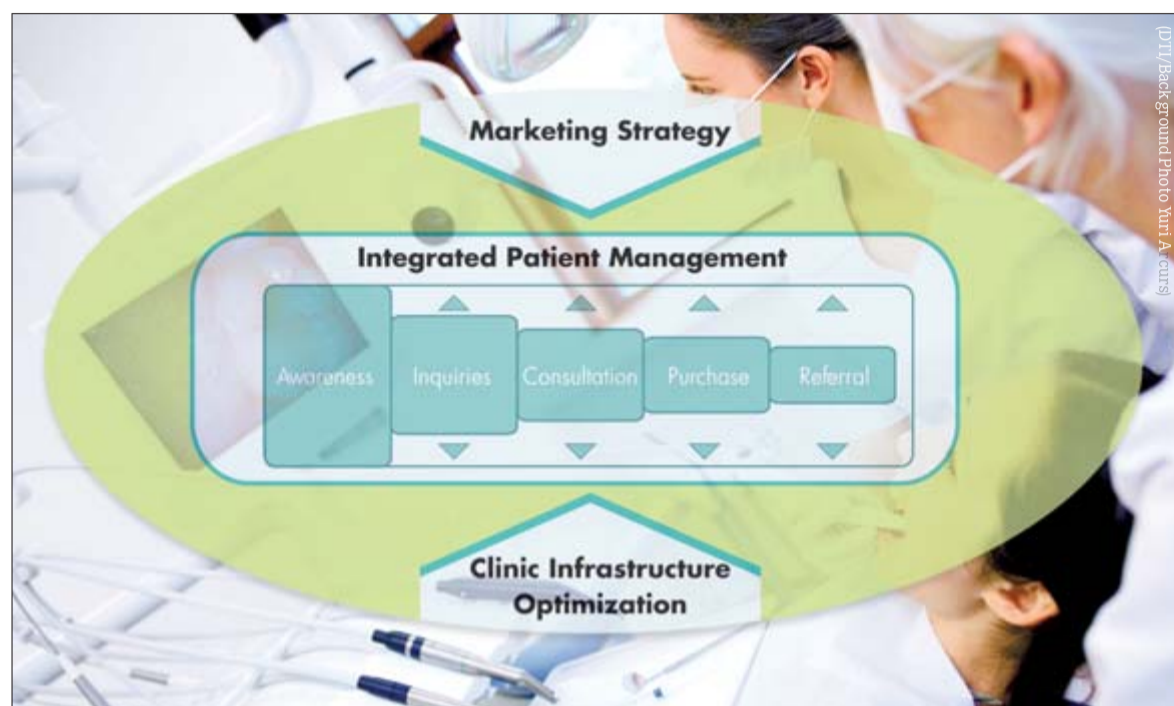 Marketing Strategy
Integrated Patient Management
Awareness
Inquiries
Consultation
Purchase
Referral
Clinic Infrastructure
Optimization
(DTI/Background Photo Yuri Arcurs)